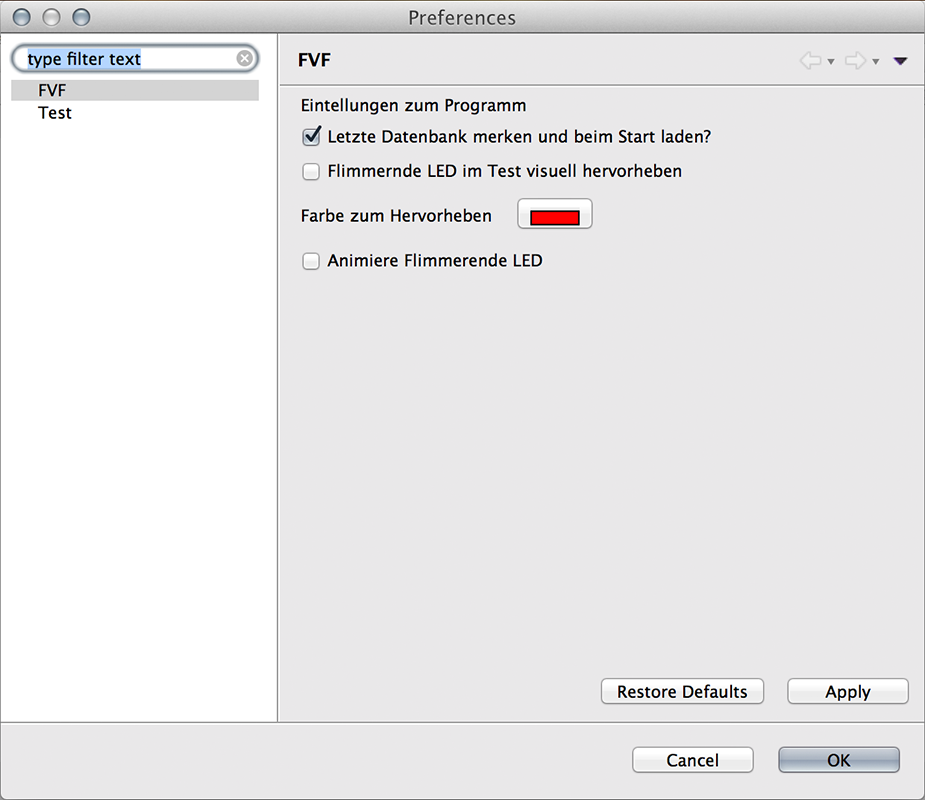 Preferences
type filter text
FVF
Test
FVF
Eintellungen zum Programm
Letzte Datenbank merken und beim Start laden?
Flimmernde LED im Test visuell hervorheben
Farbe zum Hervorheben
Animiere Flimmerende LED
Restore Defaults
Apply
Cancel
OK